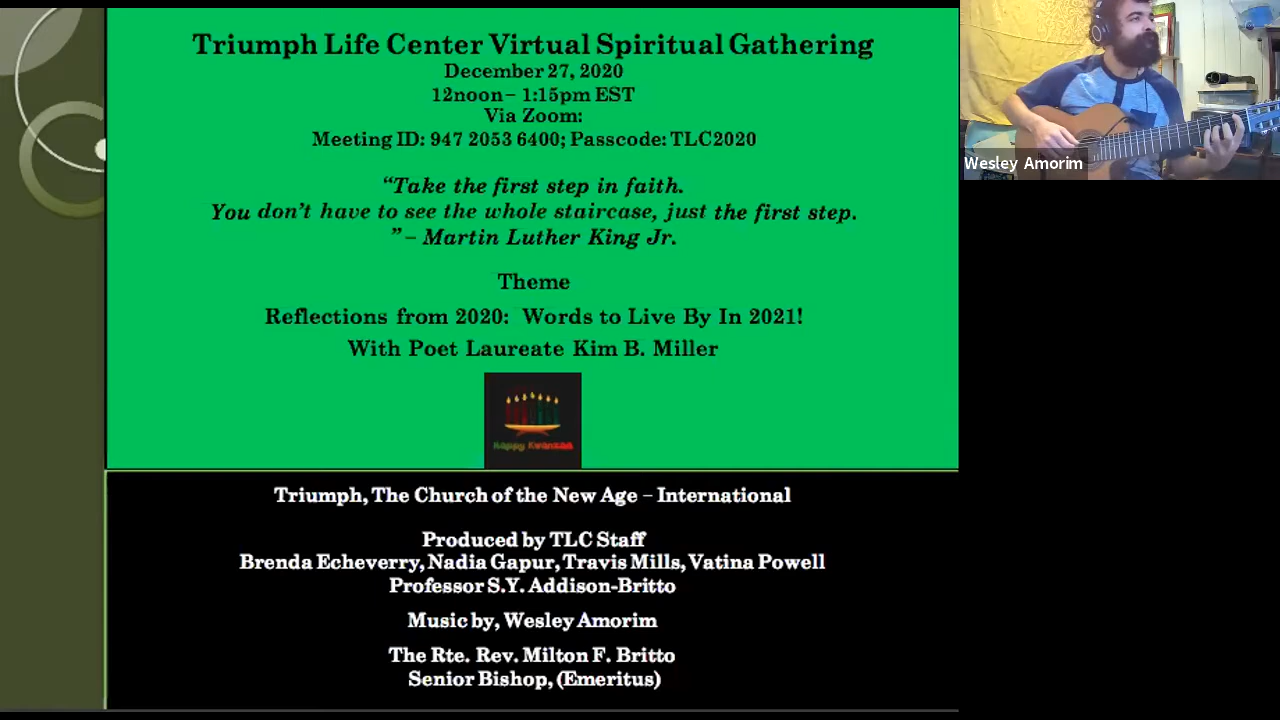 Triumph Life Center Virtual Spiritual Gathering
December 27, 2020
12noon – 1:15pm EST
Via Zoom:
Meeting ID: 947 2053 6400; Passcode: TLC2020
“Take the first step in faith.
You don’t have to see the whole staircase, just the first step.
” – Martin Luther King Jr.
Theme
Reflections from 2020:  Words to Live By In 2021!
With Poet Laureate Kim B. Miller
Happy Kwanzaa
Triumph, The Church of the New Age – International
Produced by TLC Staff
Brenda Echeverry, Nadia Gapur, Travis Mills, Vatina Powell
Professor S.Y. Addison-Britto
Music by, Wesley Amorim
The Rte. Rev. Milton F. Britto
Senior Bishop, (Emeritus)
Wesley Amorim